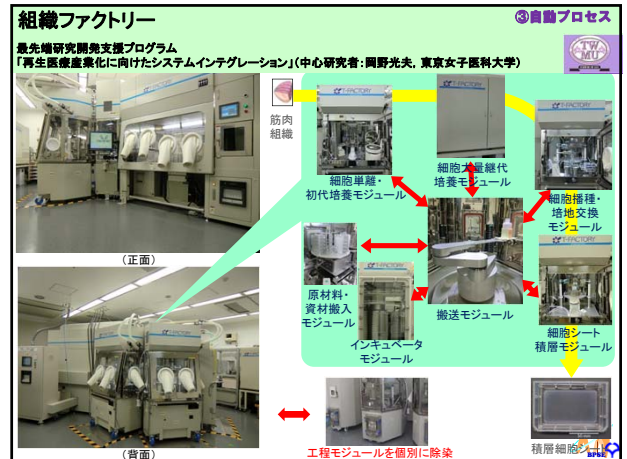 組織ファクトリー
③自動プロセス
最先端研究開発支援プログラム
「再生医療産業化に向けたシステムインテグレーション」(中心研究者:岡野光夫, 東京女子医科大学)
TWMU
筋肉
組織
T-FACTORY
細胞単離・
初代培養モジュール
T-FACTORY
細胞大量継代
培養モジュール
T-FACTORY
細胞播種・
培地交換
モジュール
(正面)
原材料・
資材搬入
モジュール
インキュベータ
モジュール
搬送モジュール
T-FACTORY
細胞シート
積層モジュール
(背面)
工程モジュールを個別に除染
積層細胞シート
BPSE